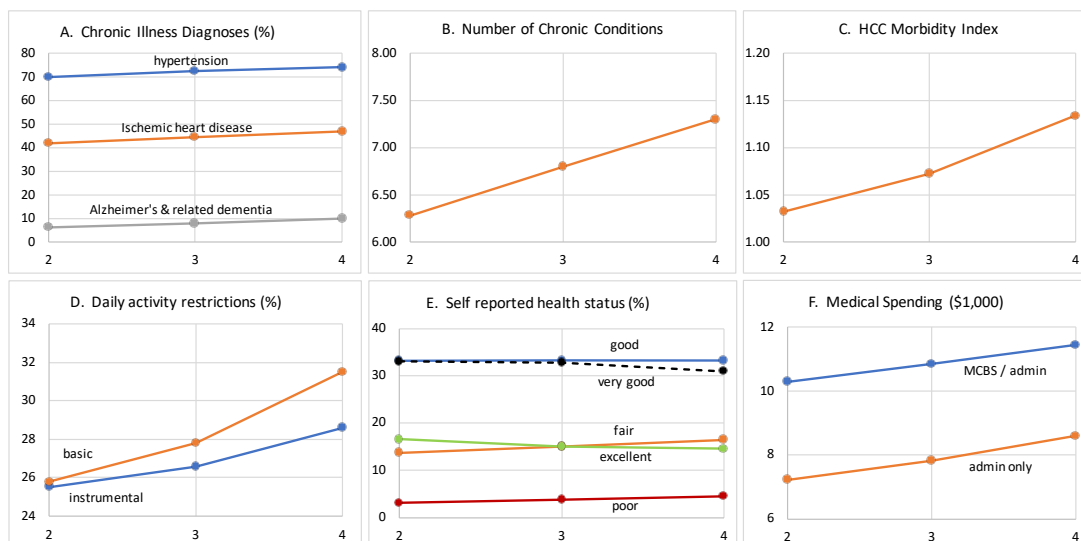 A. Chronic Illness Diagnoses (%)
80
70
60
50
40
30
20
10
0
hypertension
Ischemic heart disease
Alzheimer's & related dementia
2 3 4
B. Number of Chronic Conditions
8.00
7.50
7.00
6.50
6.00
2 3 4
C. HCC Morbidity Index
1.20
1.15
1.10
1.05
1.00
2 3 4
D. Daily activity restrictions (%)
34
32
30
28
26
24
basic
instrumental
2 3 4
E. Self reported health status (%)
40
30
20
10
0
good
very good
fair
excellent
poor
2 3 4
F. Medical Spending ($1,000)
12
10
8
6
MCBS / admin
admin only
2 3 4